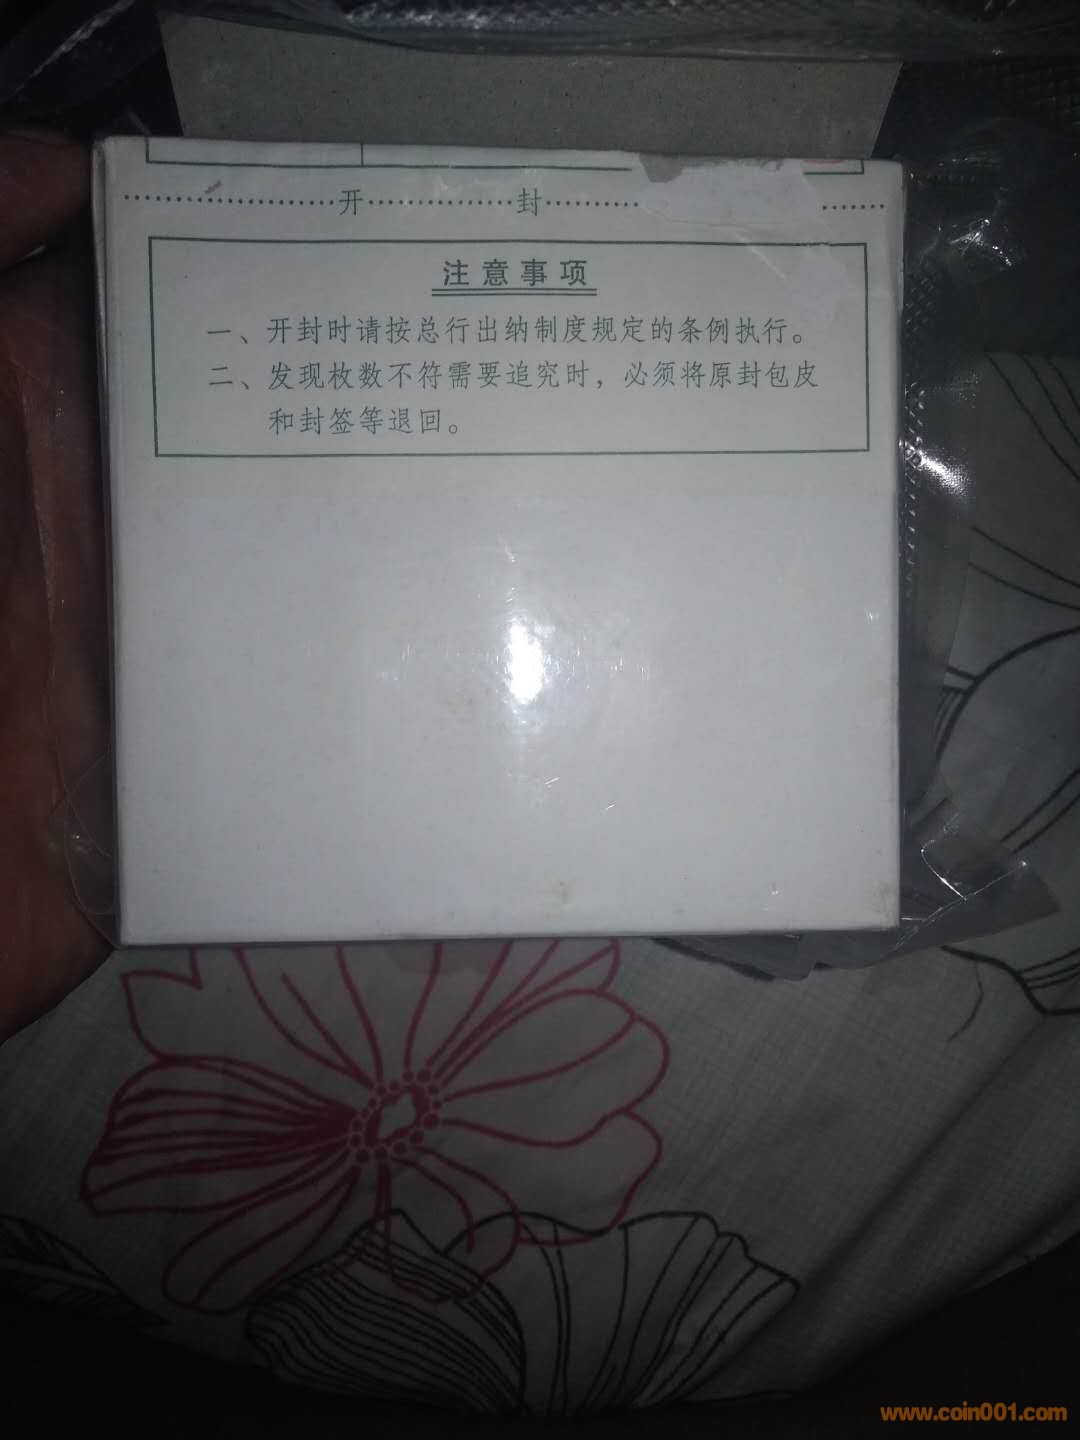 开 封
注意事项
一、开封时请按总行出纳制度规定的条例执行。
二、发现枚数不符需要追究时，必须将原封包皮
和封签等退回。
www.coin001.com